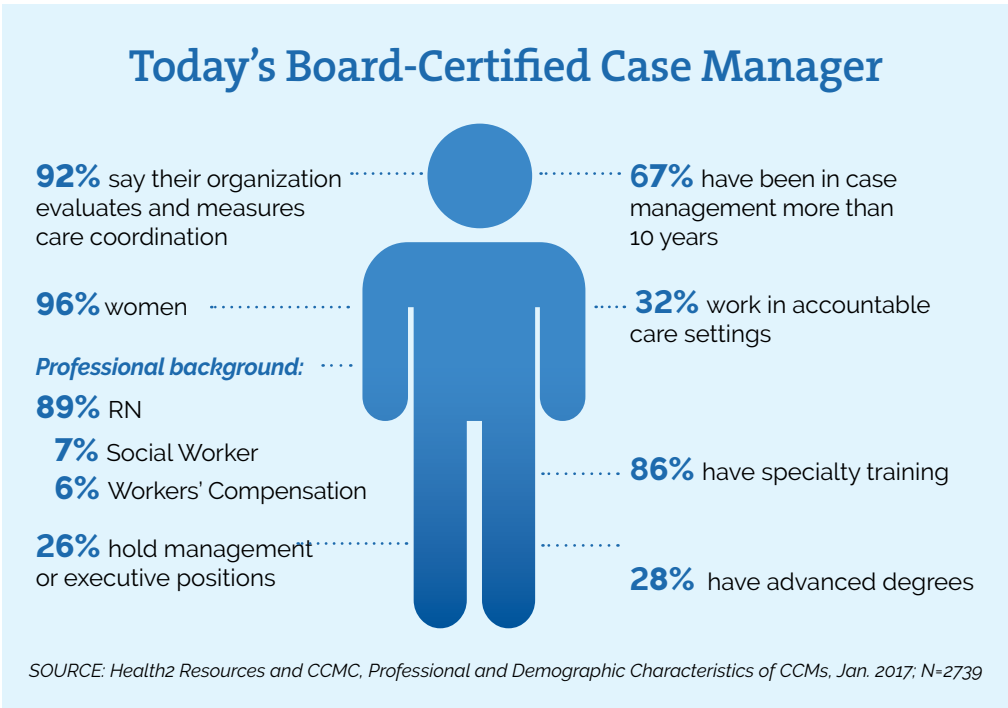 Today's Board-Certified Case Manager
92% say their organization
evaluates and measures
care coordination
96% women
Professional background:
89% RN
7% Social Worker
6% Workers' Compensation
26% hold management
or executive positions
67% have been in case
management more than
10 years
32% work in accountable
care settings
86% have specialty training
28% have advanced degrees
SOURCE: Health2 Resources and CCMC, Professional and Demographic Characteristics of CCMs, Jan. 2017; N=2739